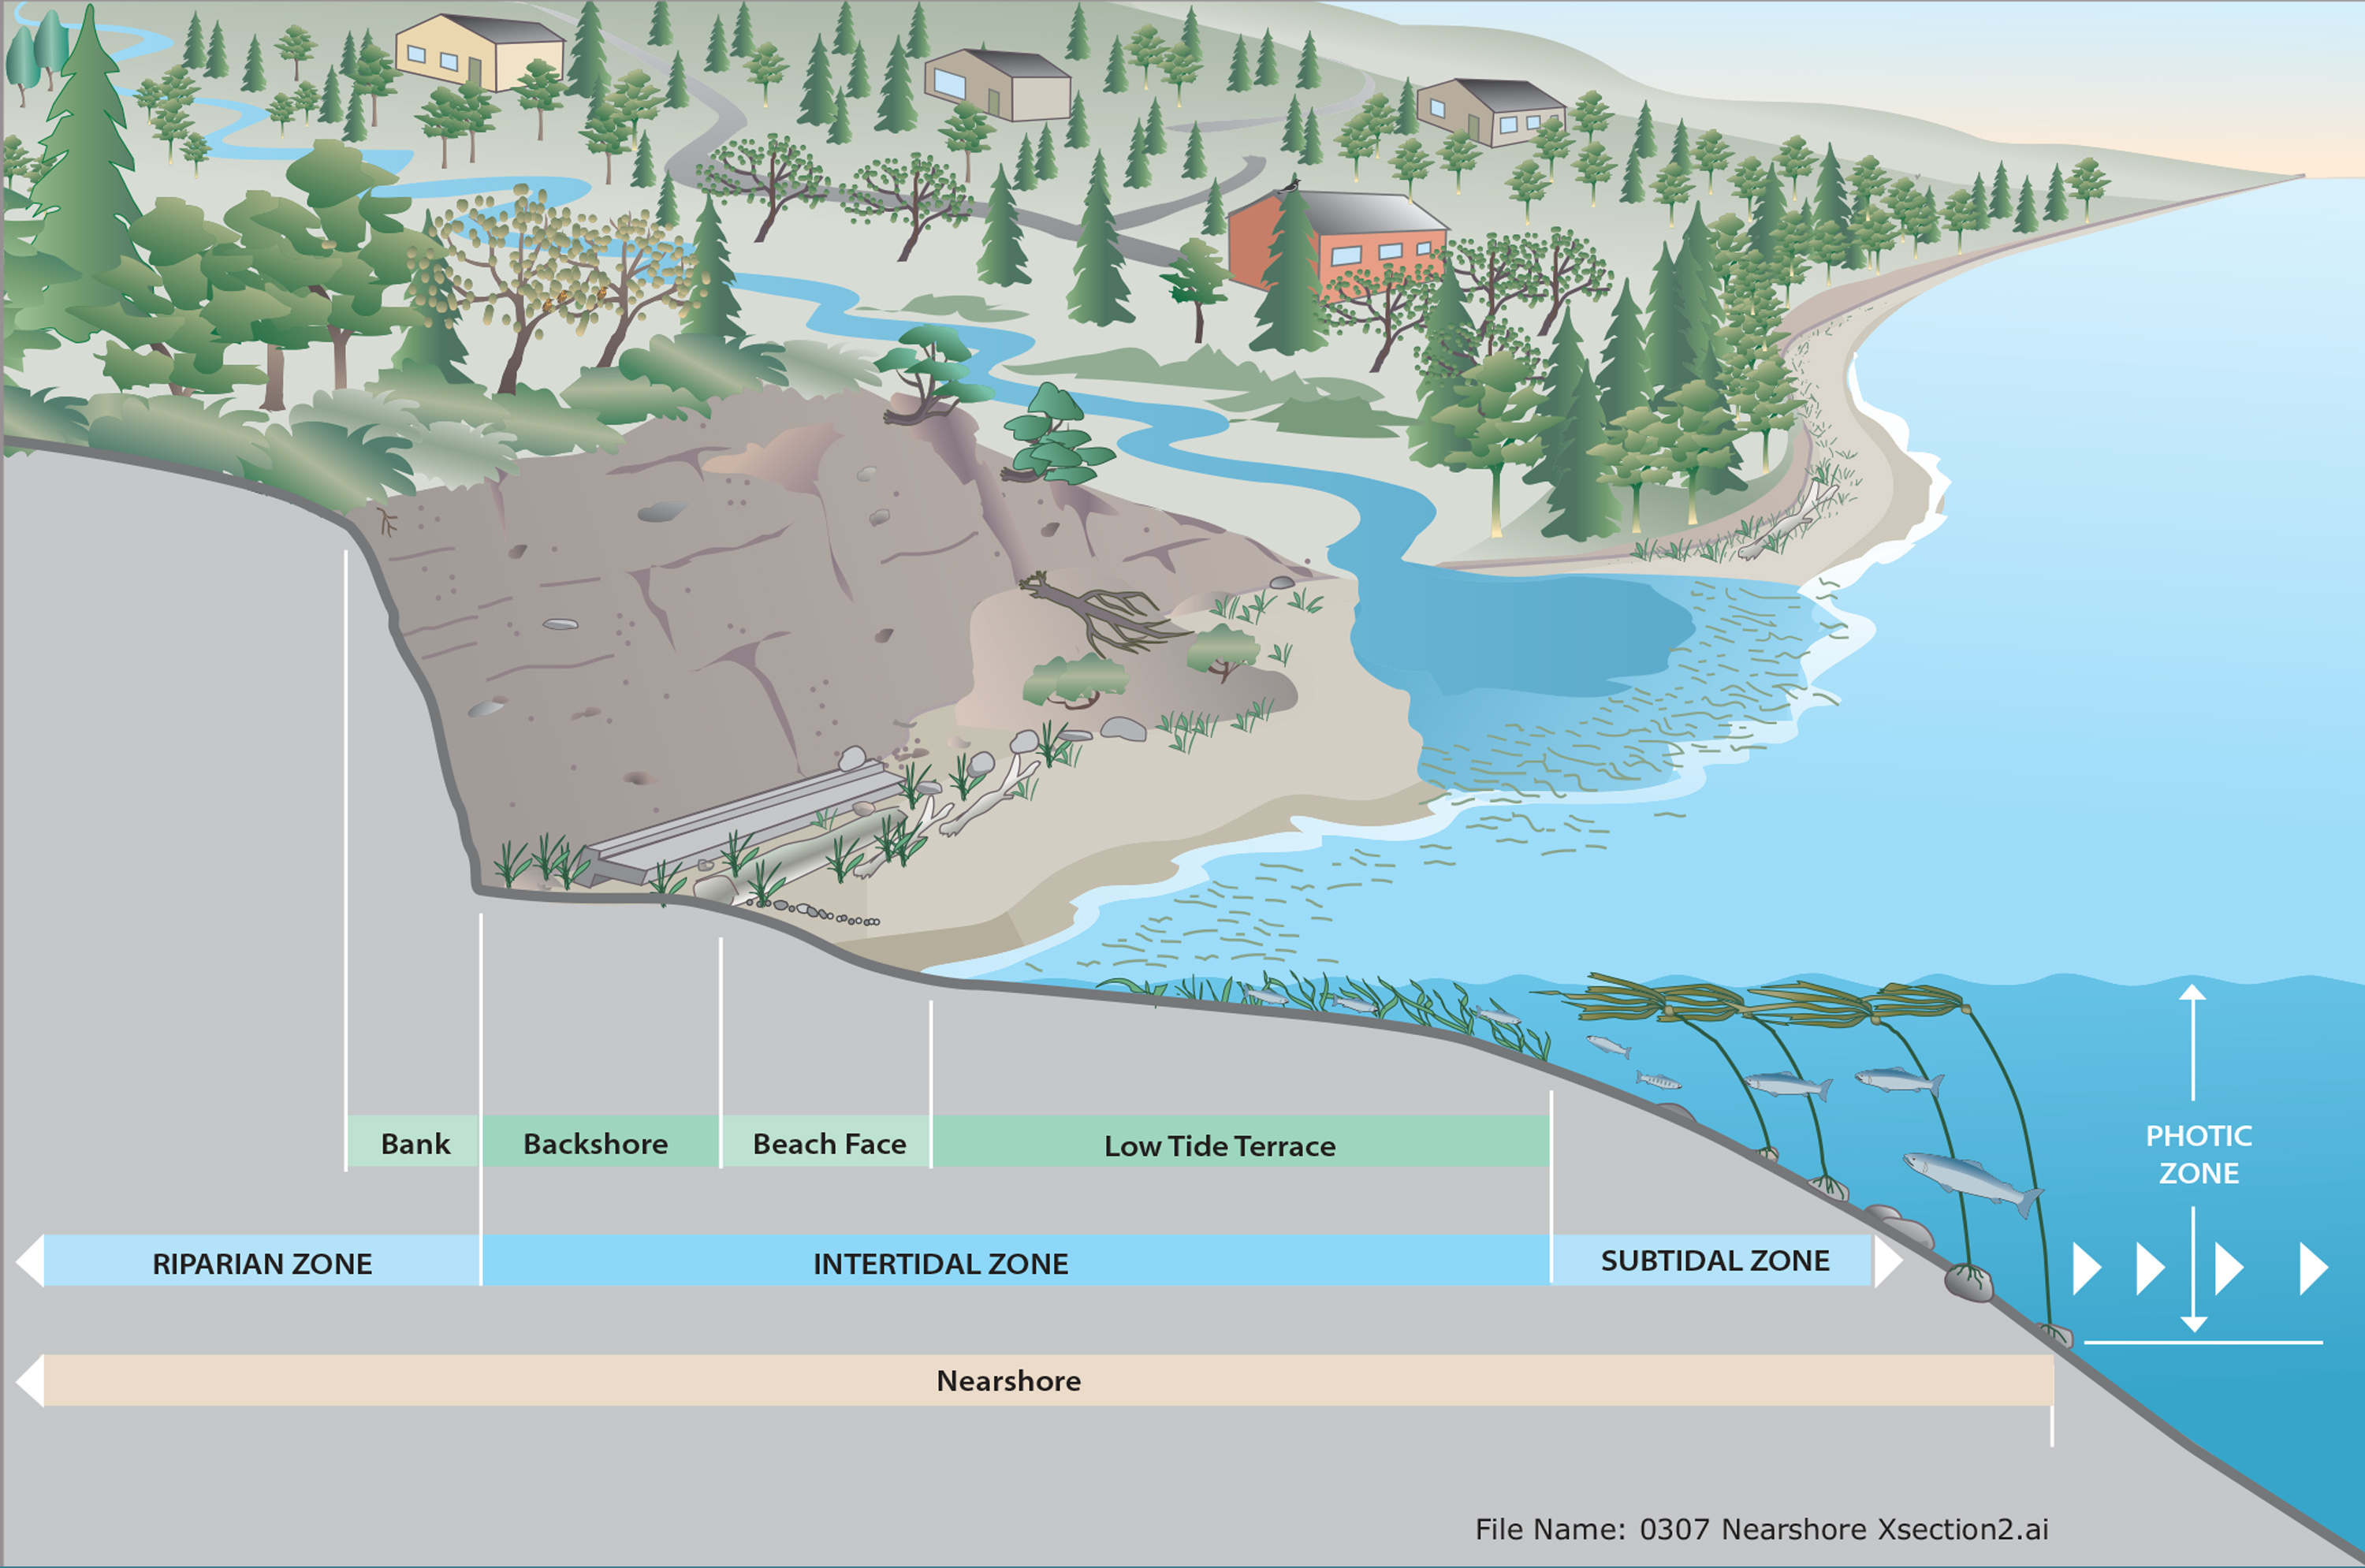 PHOTIC
ZONE
Bank
Backshore
Beach Face
Low Tide Terrace
RIPARIAN ZONE
INTERTIDAL ZONE
SUBTIDAL ZONE
Nearshore
File Name: 0307 Nearshore Xsection2.ai